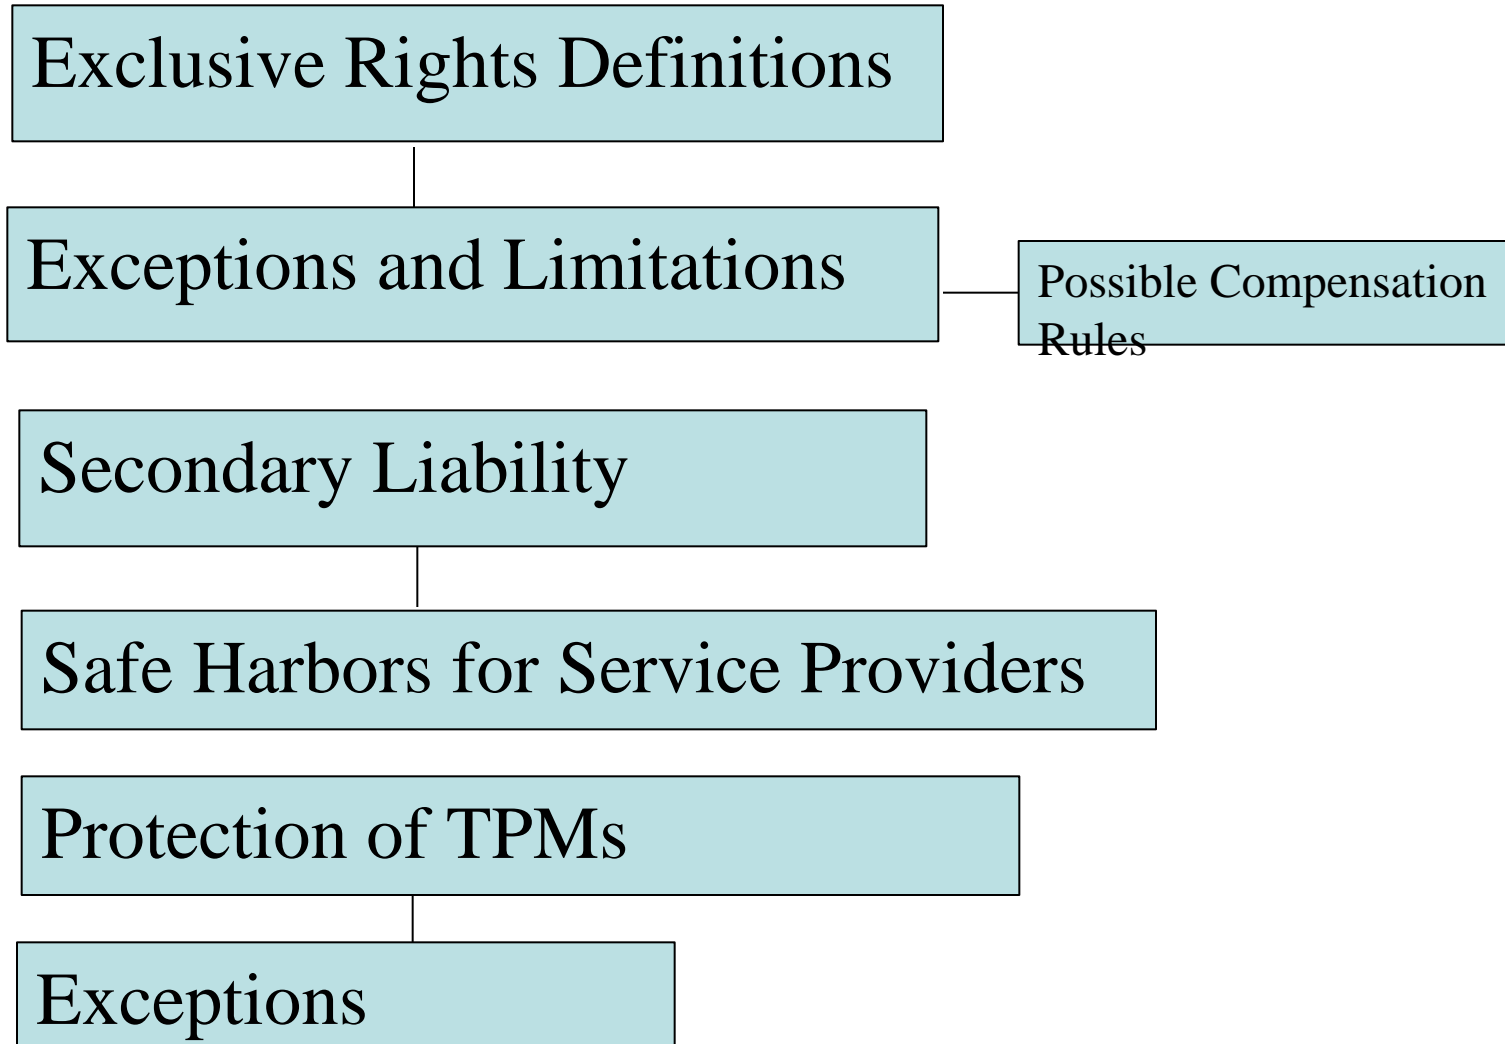 Exclusive Rights Definitions
Exceptions and Limitations
Possible Compensation
Rules
Secondary Liability
Safe Harbors for Service Providers
Protection of TPMs
Exceptions